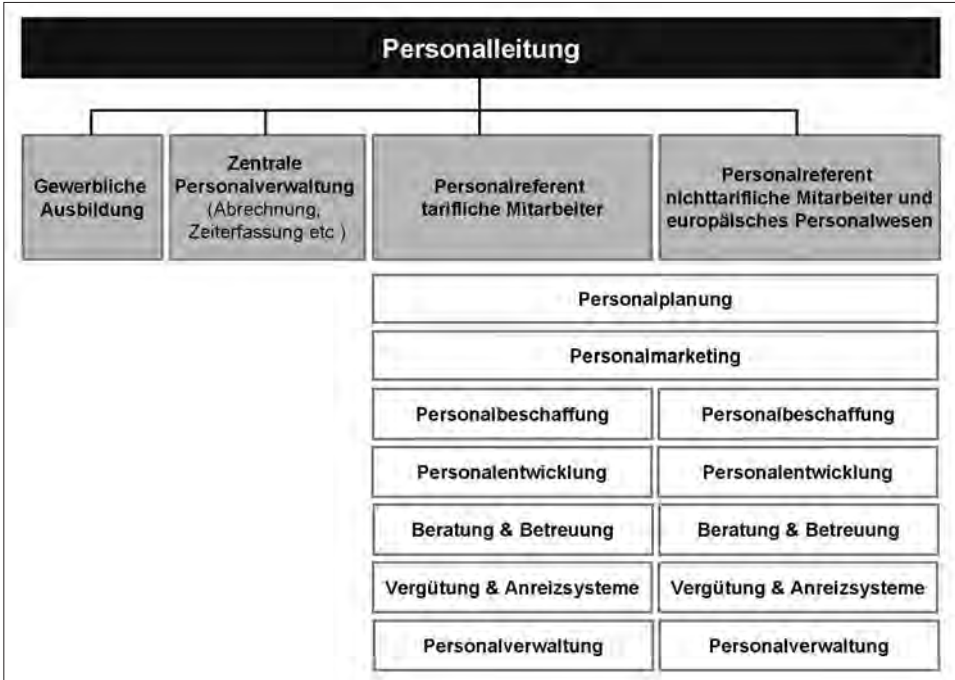 Personalleitung
Gewerbliche
Ausbildung
Zentrale
Personalverwaltung
(Abrechnung,
Zeiterfassung etc )
Personalreferent
tarifliche Mitarbeiter
Personalreferent
nichttarifliche Mitarbeiter und
europäisches Personalwesen
Personalplanung
Personalmarketing
Personalbeschaffung
Personalbeschaffung
Personalentwicklung
Personalentwicklung
Beratung & Betreuung
Beratung & Betreuung
Vergütung & Anreizsysteme
Vergütung & Anreizsysteme
Personalverwaltung
Personalverwaltung